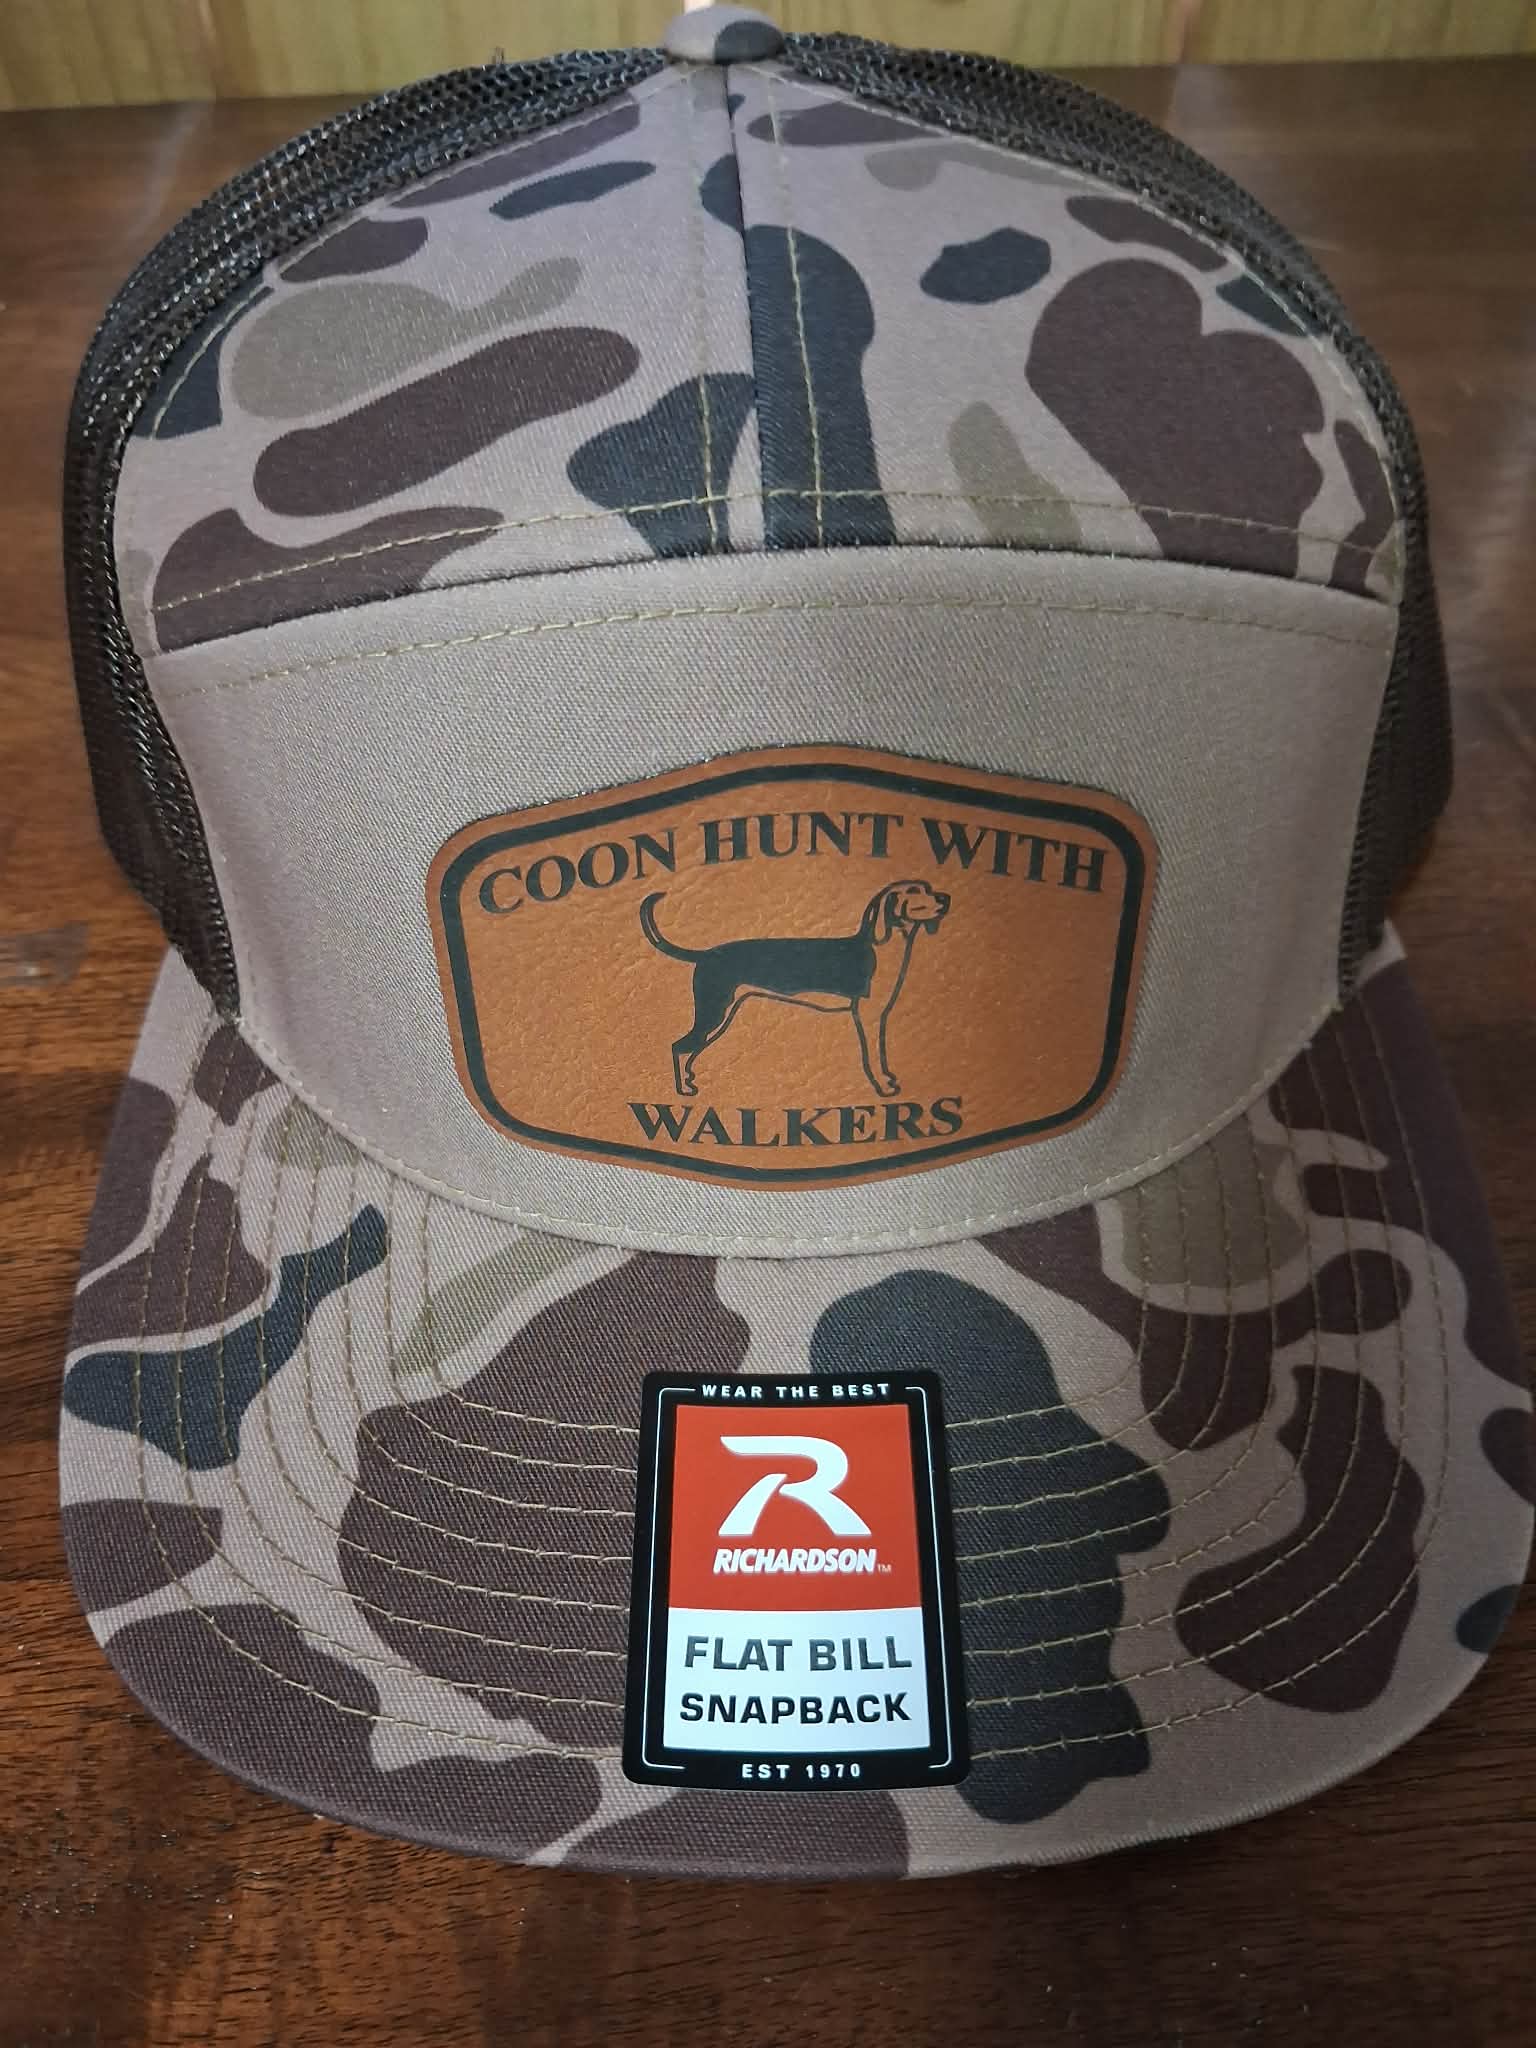 COON HUNT WITH
WALKERS
WEAR THE BEST
R
RICHARDSON™
FLAT BILL
SNAPBACK
EST 1970